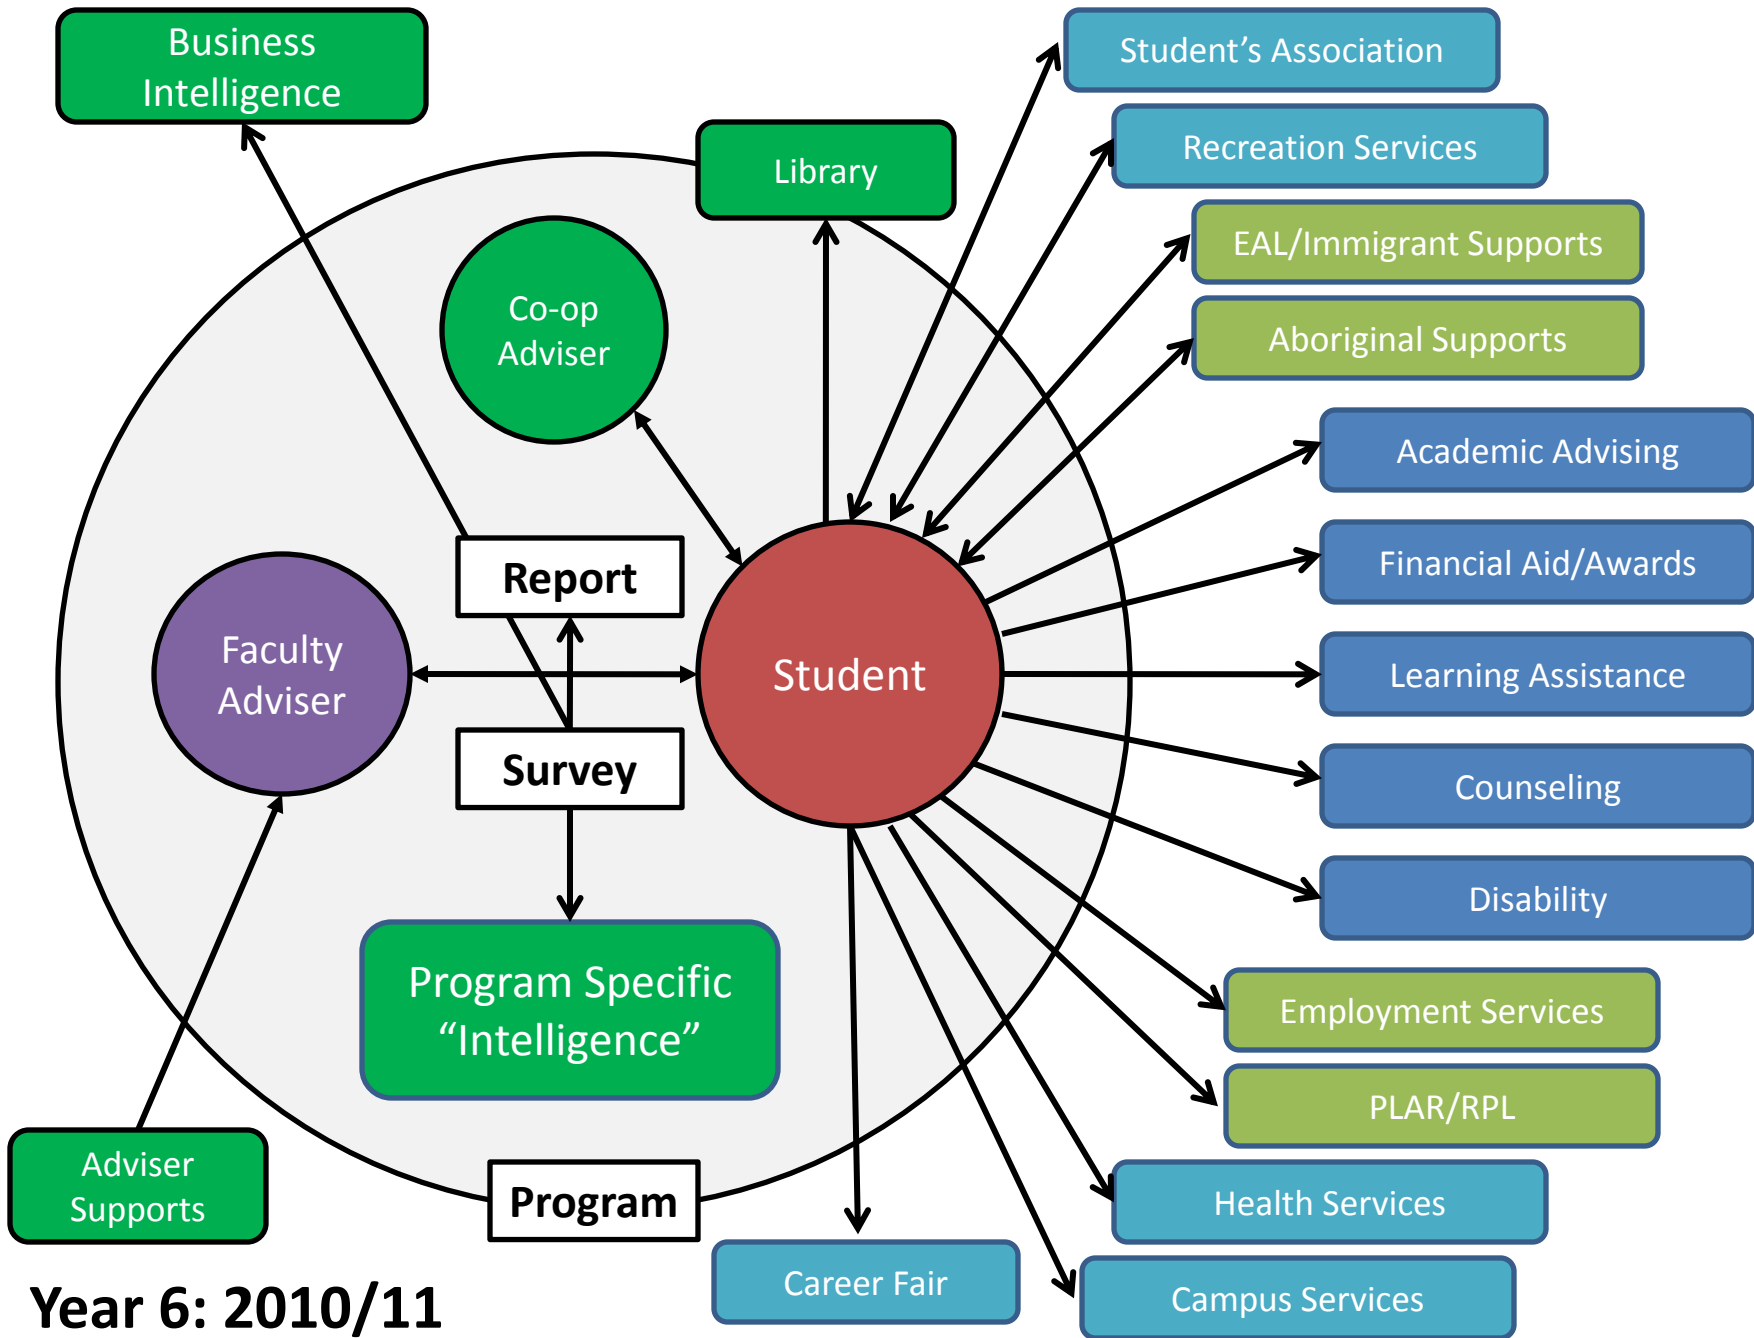 Business
Intelligence
Student’s Association
Recreation Services
Library
EAL/Immigrant Supports
Co-op
Adviser
Aboriginal Supports
Academic Advising
Financial Aid/Awards
Report
Faculty
Adviser
Student
Learning Assistance
Survey
Counseling
Disability
Program Specific
“Intelligence”
Employment Services
PLAR/RPL
Adviser
Supports
Program
Health Services
Career Fair
Campus Services
Year 6: 2010/11